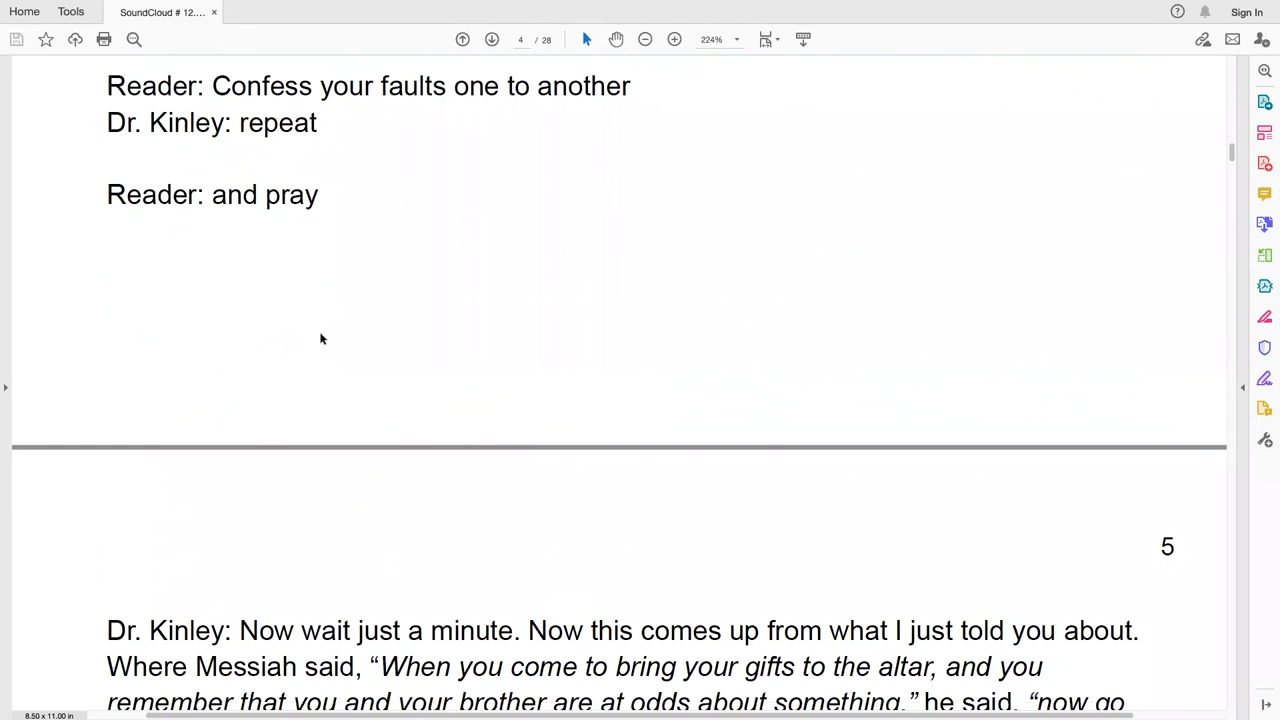 Home
Tools
SoundCloud # 12....
×
Sign In
4 / 28
224%
Reader: Confess your faults one to another
Dr. Kinley: repeat
Reader: and pray
5
Dr. Kinley: Now wait just a minute. Now this comes up from what I just told you about.
Where Messiah said, “When you come to bring your gifts to the altar, and you
remember that you and your brother are at odds about something,” he said, “now go
8.50 x 11.00 in